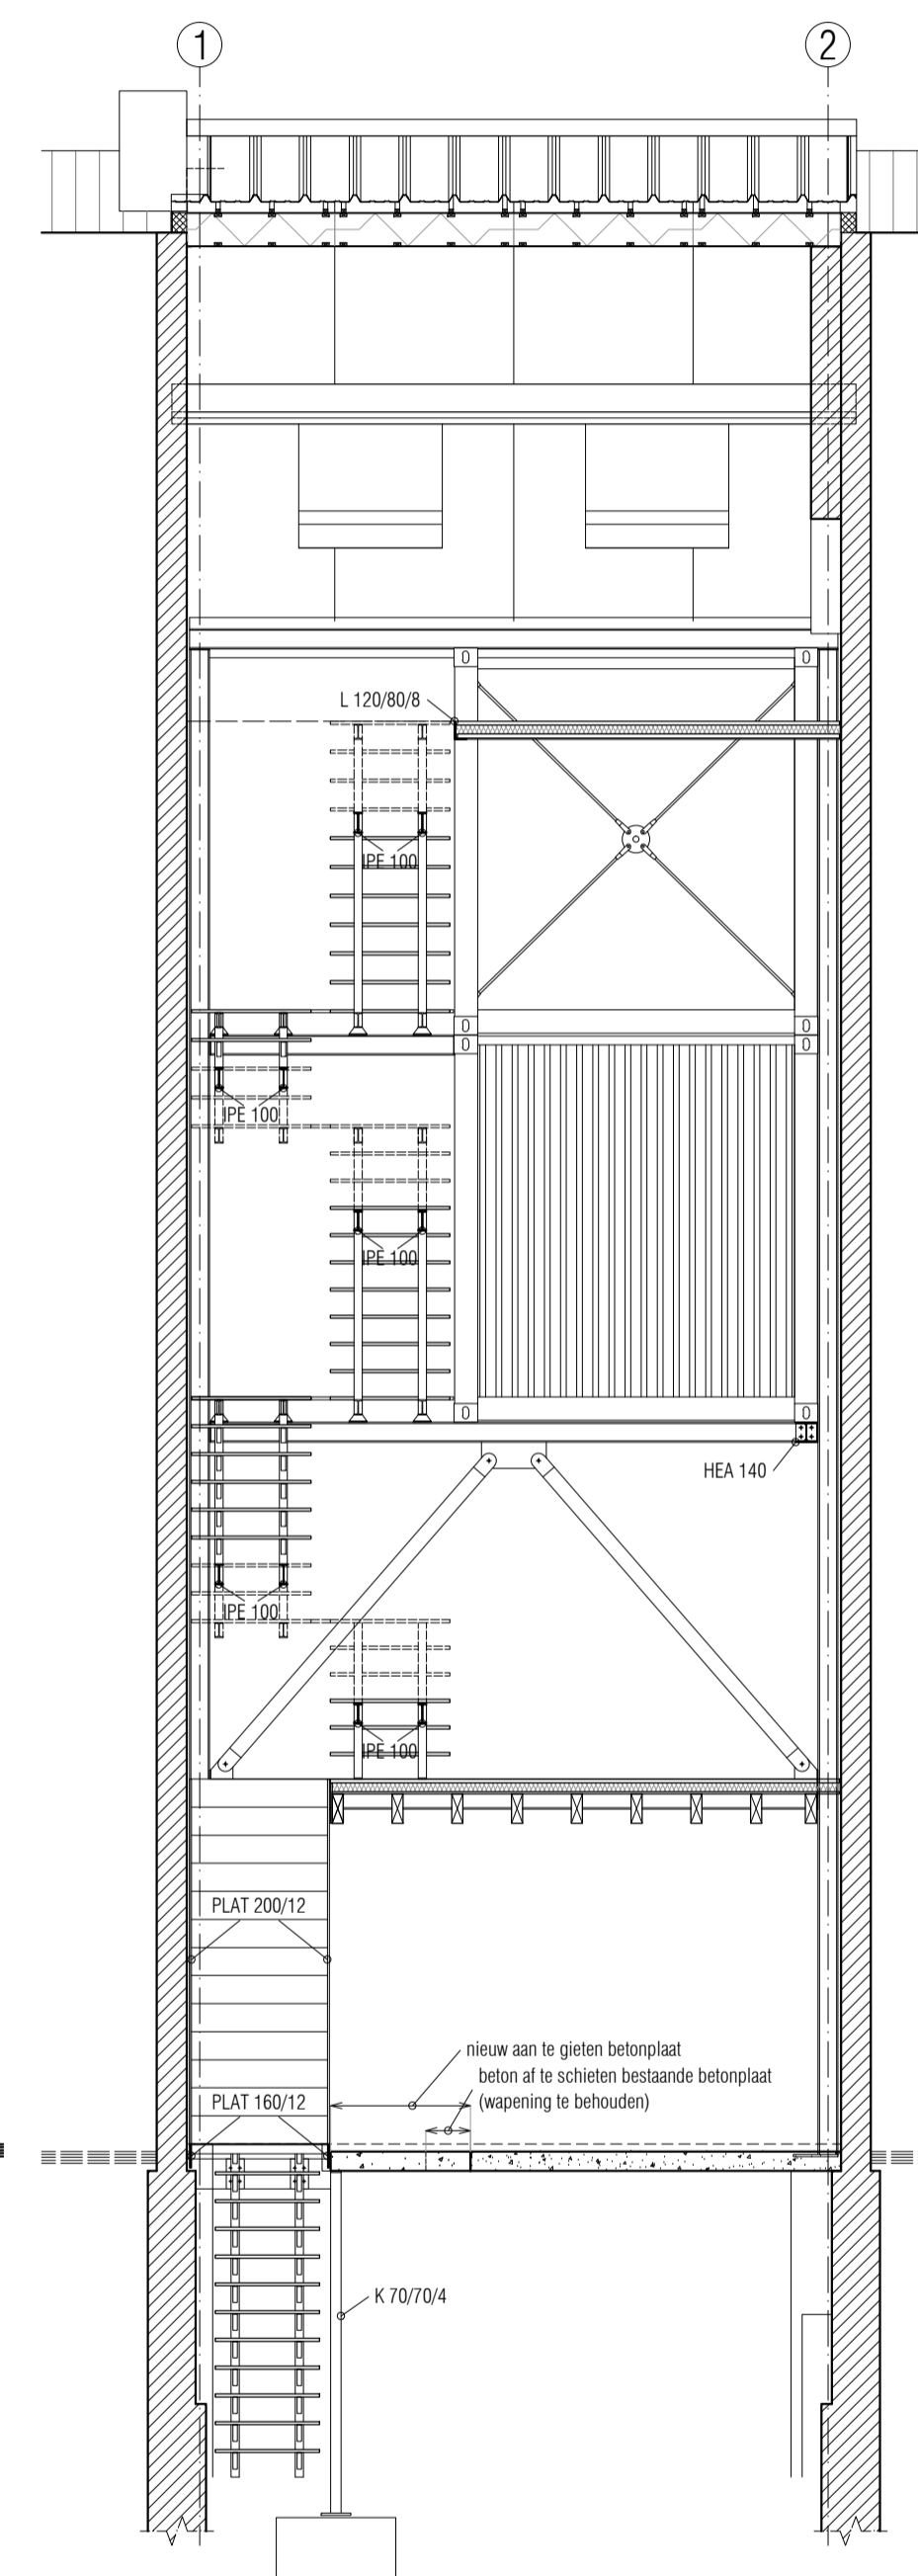 1
2
L 120/80/8
IPE 100
IPE 100
IPE 100
HEA 140
IPE 100
IPE 100
PLAT 200/12
nieuw aan te gieten betonplaat
beton af te schieten bestaande betonplaat
(wapening te behouden)
PLAT 160/12
K 70/70/4